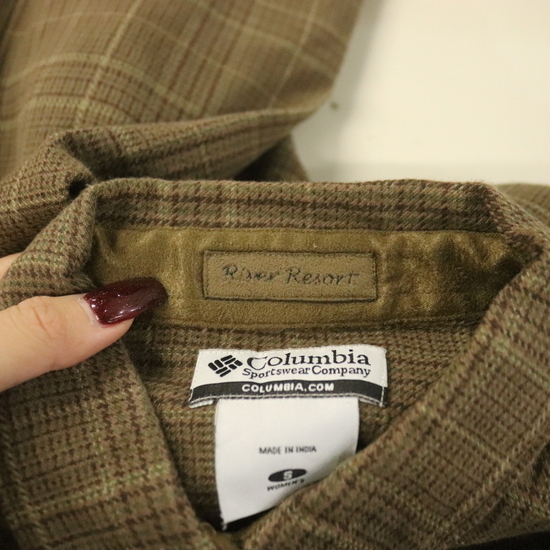 River Resort
Columbia
Sportswear Company
COLUMBIA.COM
MADE IN INDIA
S
WOMEN'S